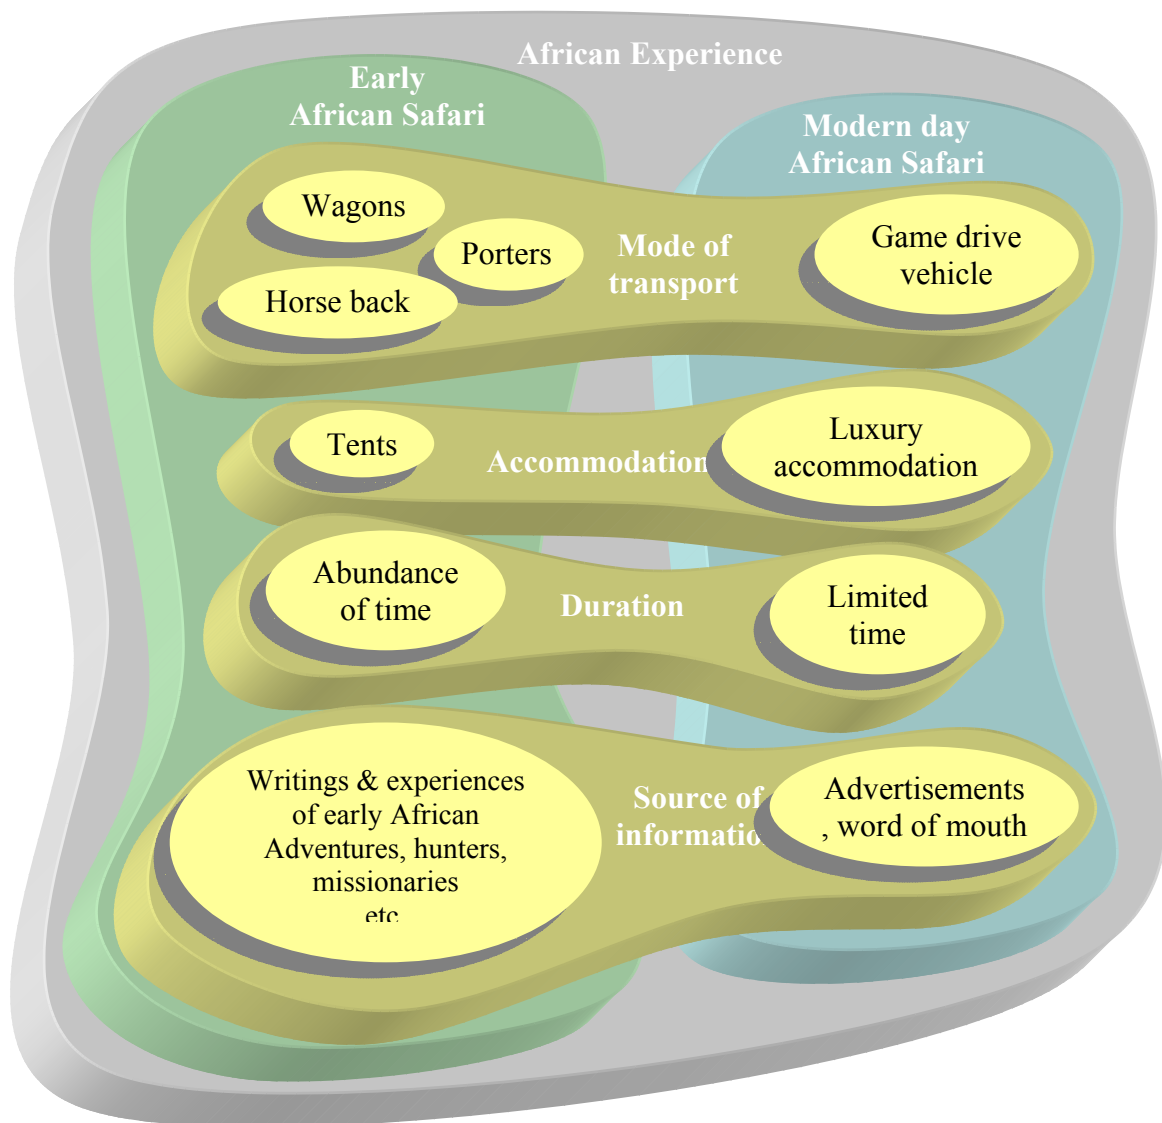 African Experience
Early
African Safari
Modern day
African Safari
Wagons
Porters
Horse back
Mode of
transport
Game drive
vehicle
Tents
Accommodation
Luxury
accommodation
Abundance
of time
Duration
Limited
time
Writings & experiences
of early African
Adventures, hunters,
missionaries
etc
Source of
informatio
Advertisements
, word of mouth